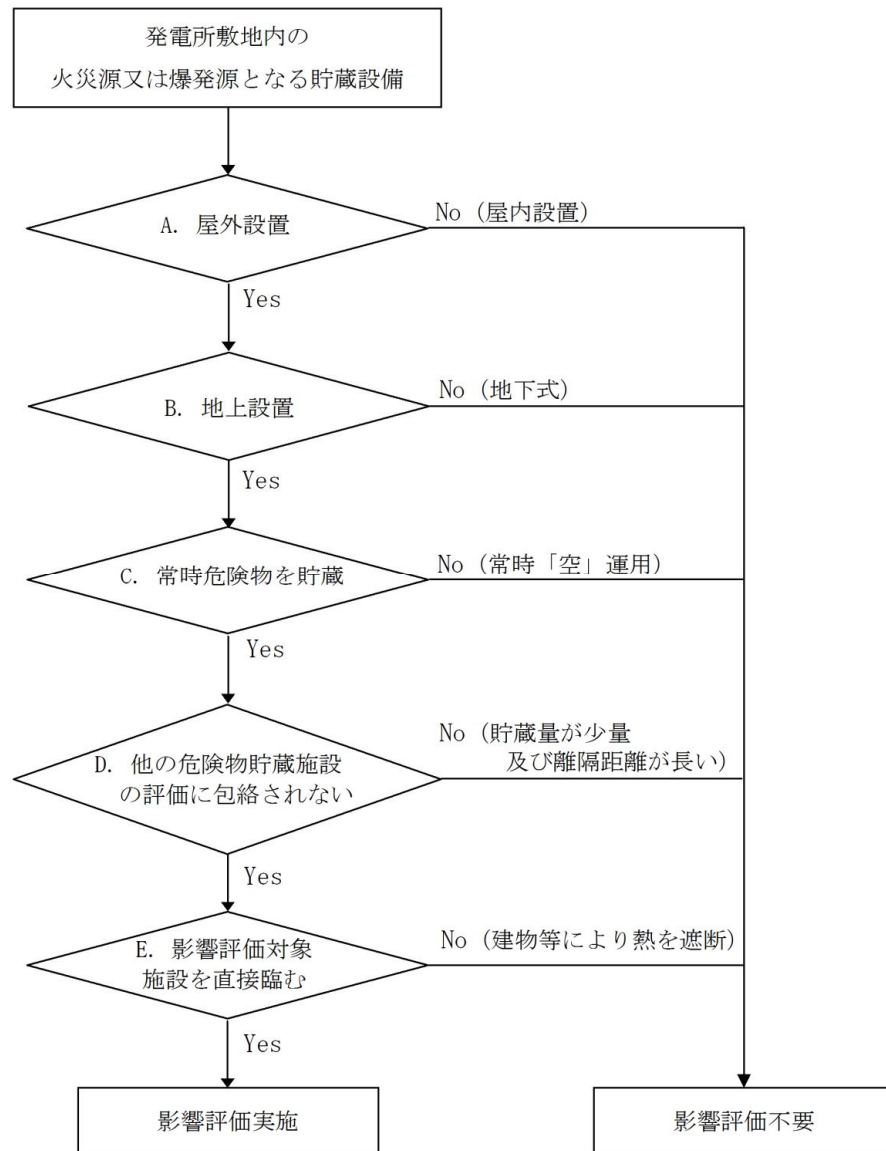 発電所敷地内の
火災源又は爆発源となる貯蔵設備
A. 屋外設置
No（屋内設置）
Yes
B. 地上設置
No（地下式）
Yes
C. 常時危険物を貯蔵
No（常時「空」運用）
Yes
D. 他の危険物貯蔵施設
の評価に包絡されない
No（貯蔵量が少量
及び離隔距離が長い）
Yes
E. 影響評価対象
施設を直接臨む
No（建物等により熱を遮断）
Yes
影響評価実施
影響評価不要